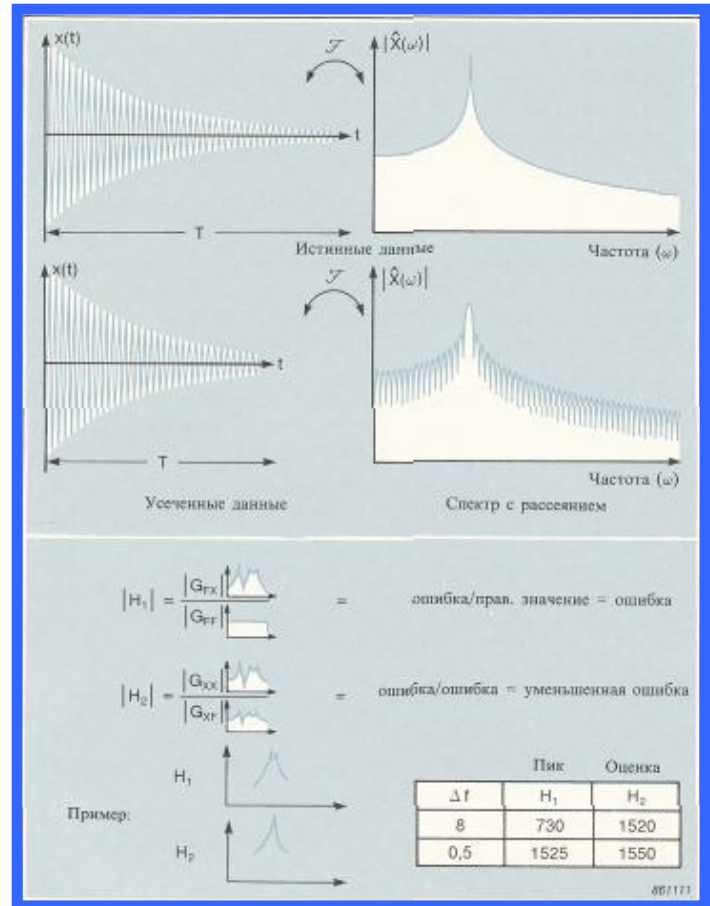 x(t) ℱ |X̂(ω)|
t
T
Истинные данные Частота (ω)
x(t) ℱ |X̂(ω)|
t
T
Частота (ω)
Усеченные данные Спектр с рассеянием
|H₁| = |G_FX| / |G_FF| = ошибка/прав. значение = ошибка
|H₂| = |G_XX| / |G_XF| = ошибка/ошибка = уменьшенная ошибка
H₁
Пример:
H₂
Пик Оценка
Δf H₁ H₂
8 730 1520
0,5 1525 1550
861111